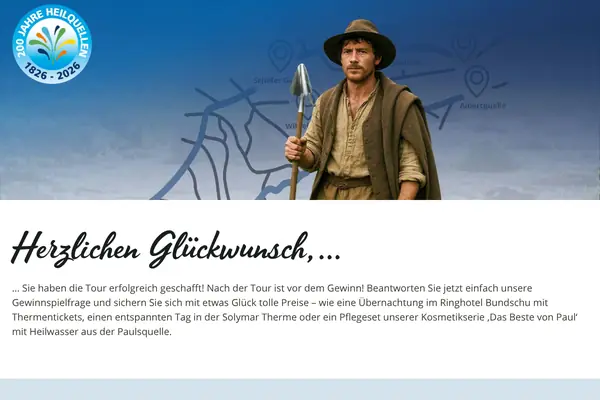 200 JAHRE HEILQUELLEN
1826 - 2026
Albertquelle
Herzlichen Glückwunsch, ...
... Sie haben die Tour erfolgreich geschafft! Nach der Tour ist vor dem Gewinn! Beantworten Sie jetzt einfach unsere
Gewinnspielfrage und sichern Sie sich mit etwas Glück tolle Preise – wie eine Übernachtung im Ringhotel Bundschu mit
Thermentickets, einen entspannten Tag in der Solymar Therme oder ein Pflegeset unserer Kosmetikserie ‚Das Beste von Paul‘
mit Heilwasser aus der Paulsquelle.